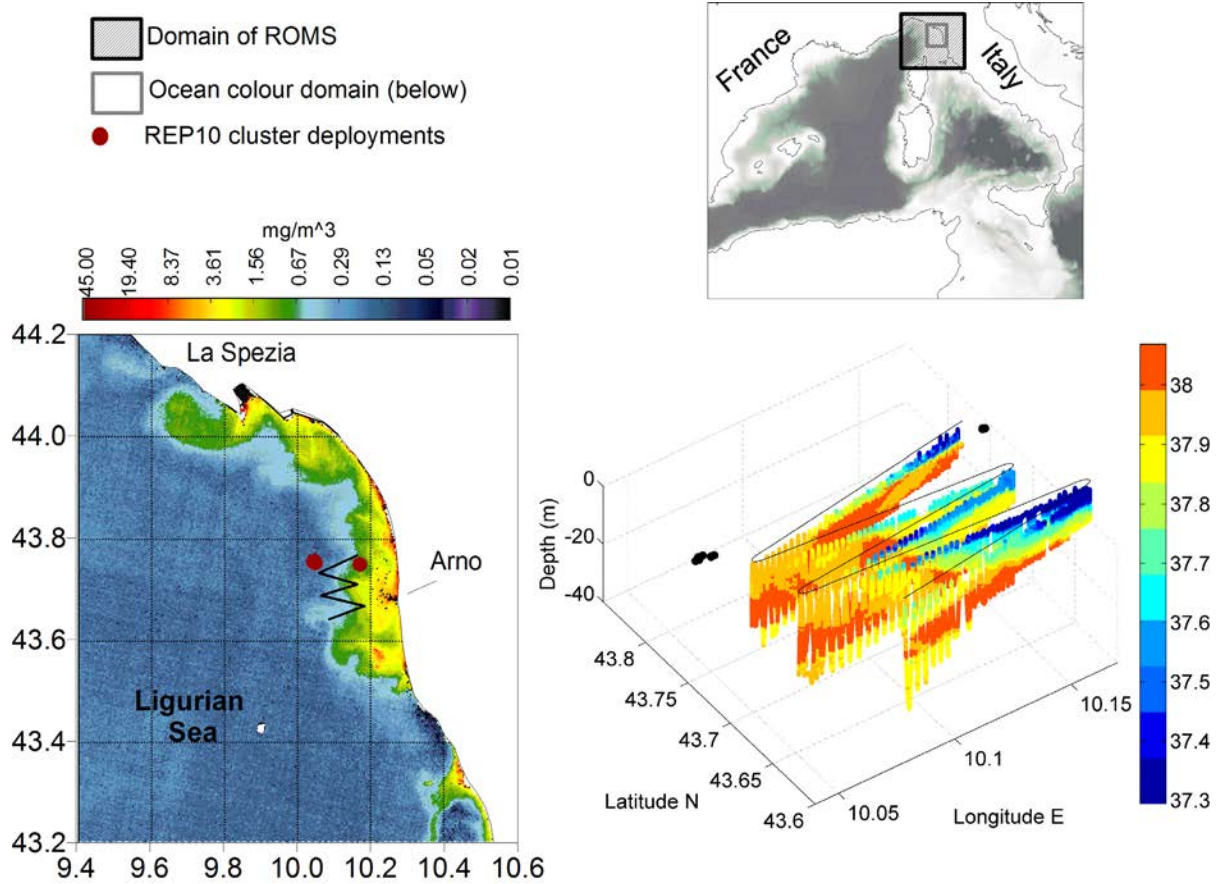 Domain of ROMS
Ocean colour domain (below)
REP10 cluster deployments
France
Italy
mg/m^3
45.00 19.40 8.37 3.61 1.56 0.67 0.29 0.13 0.05 0.02 0.01
44.2
44.0
43.8
43.6
43.4
43.2
9.4 9.6 9.8 10.0 10.2 10.4 10.6
La Spezia
Arno
Ligurian
Sea
0
-20
-40
Depth (m)
43.8
43.75
43.7
43.65
43.6
Latitude N
10.05
10.1
10.15
Longitude E
38
37.9
37.9
37.8
37.7
37.6
37.5
37.4
37.3